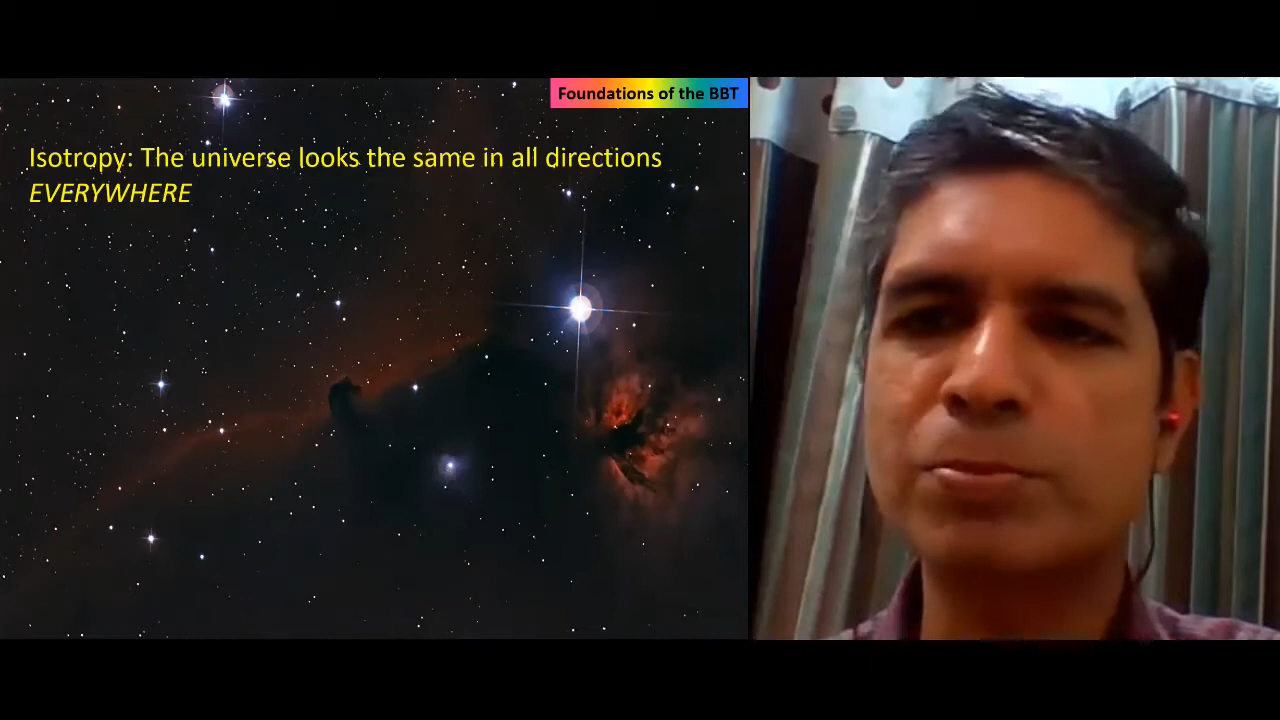 Foundations of the BBT
Isotropy: The universe looks the same in all directions
EVERYWHERE